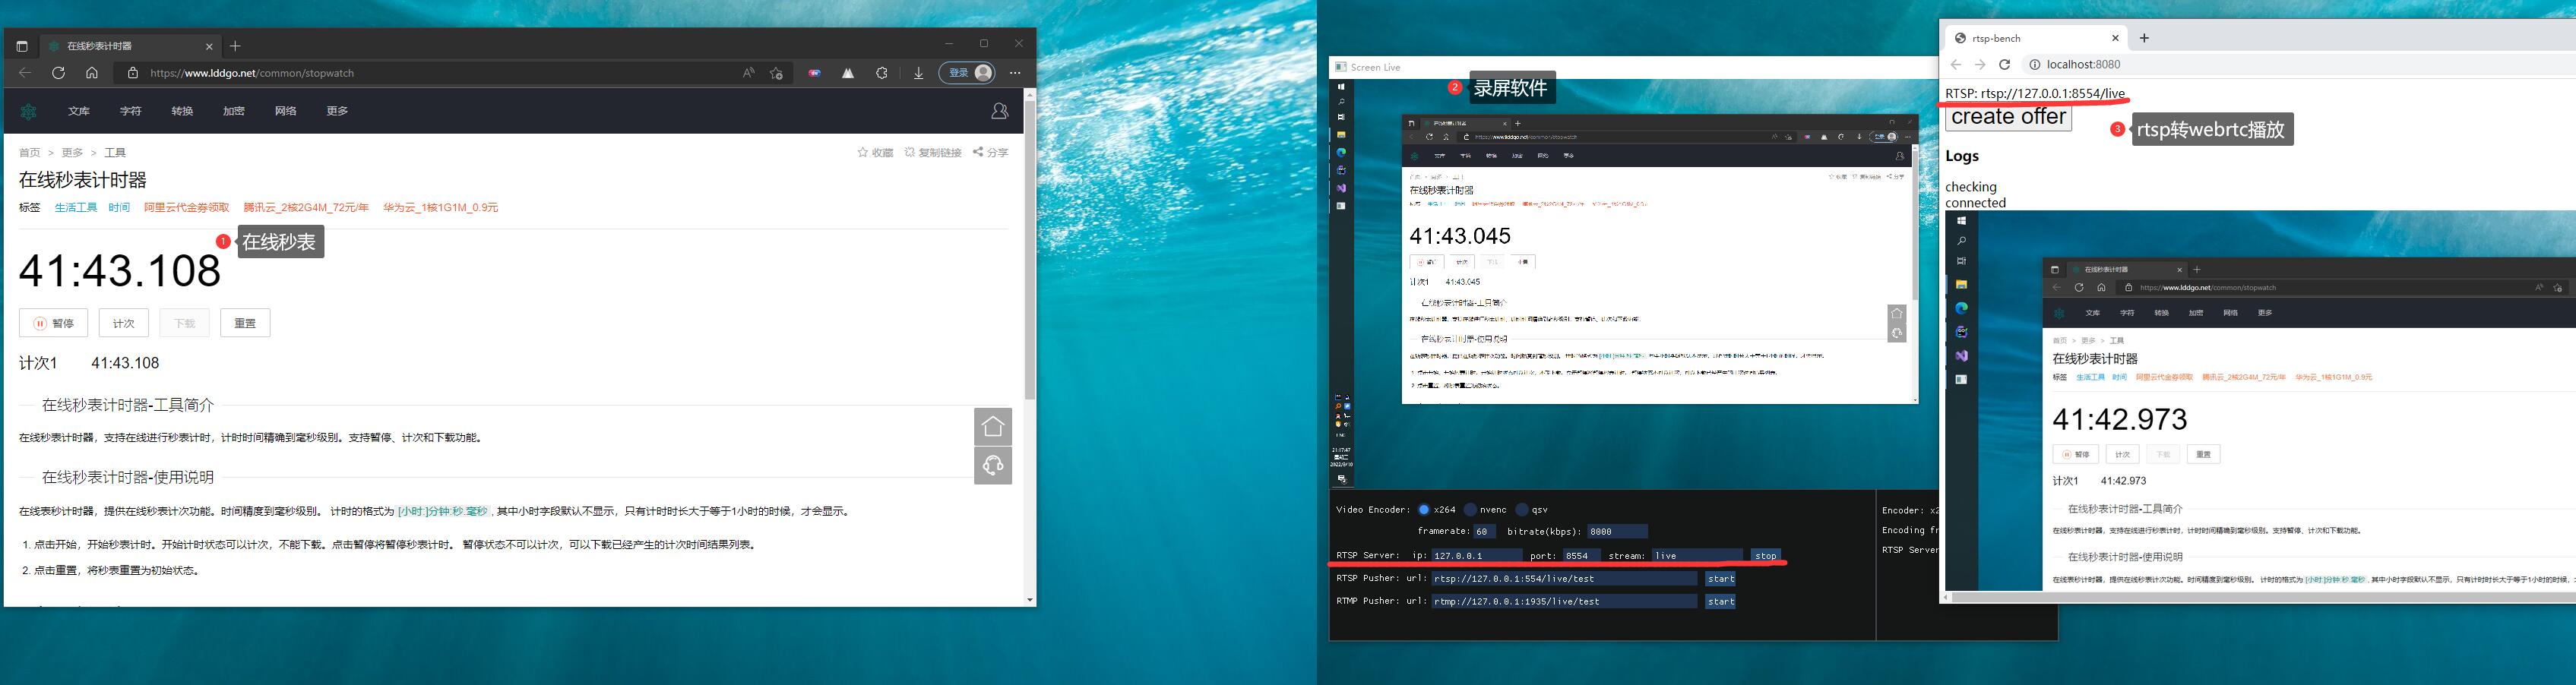 在线秒表计时器
https://www.lddgo.net/common/stopwatch
登录
文库 字符 转换 加密 网络 更多
首页 > 更多 > 工具
收藏 复制链接 分享
在线秒表计时器
标签 生活工具 时间 阿里云代金券领取 腾讯云_2核2G4M_72元/年 华为云_1核1G1M_0.9元
1 在线秒表
41:43.108
暂停 计次 下载 重置
计次1 41:43.108
在线秒表计时器-工具简介
在线秒表计时器，支持在线进行秒表计时，计时时间精确到毫秒级别。支持暂停、计次和下载功能。
在线秒表计时器-使用说明
在线表秒计时器，提供在线秒表计次功能。时间精度到毫秒级别。 计时的格式为 [小时:]分钟:秒.毫秒 , 其中小时字段默认不显示，只有计时时长大于等于1小时的时候，才会显示。
1. 点击开始，开始秒表计时。开始计时状态可以计次，不能下载。点击暂停将暂停秒表计时。 暂停状态不可以计次，可以下载已经产生的计次时间结果列表。
2. 点击重置，将秒表重置为初始状态。
Screen Live
2 录屏软件
https://www.lddgo.net/common/stopwatch
在线秒表计时器
41:43.045
计次1 41:43.045
在线秒表计时器-工具简介
在线秒表计时器-使用说明
Video Encoder: x264 nvenc qsv
framerate: 60 bitrate(kbps): 8000
RTSP Server: ip: 127.0.0.1 port: 8554 stream: live stop
RTSP Pusher: url: rtsp://127.0.0.1:554/live/test start
RTMP Pusher: url: rtmp://127.0.0.1:1935/live/test start
Encoder: x2
Encoding fr
RTSP Server
rtsp-bench
localhost:8080
RTSP: rtsp://127.0.0.1:8554/live
create offer
3 rtsp转webrtc播放
Logs
checking
connected
在线秒表计时器
https://www.lddgo.net/common/stopwatch
文库 字符 转换 加密 网络 更多
首页 > 更多 > 工具
在线秒表计时器
标签 生活工具 时间 阿里云代金券领取 腾讯云_2核2G4M_72元/年 华为云_1核1G1M_0.9元
41:42.973
暂停 计次 下载 重置
计次1 41:42.973
在线秒表计时器-工具简介
在线秒表计时器，支持在线进行秒表计时，计时时间精确到毫秒级别。支持暂停、计次和下载功能。
在线秒表计时器-使用说明
在线表秒计时器，提供在线秒表计次功能。时间精度到毫秒级别。 计时的格式为 [小时:]分钟:秒.毫秒 , 其中小时字段默认不显示，只有计时时长大于等于1小时的时候，